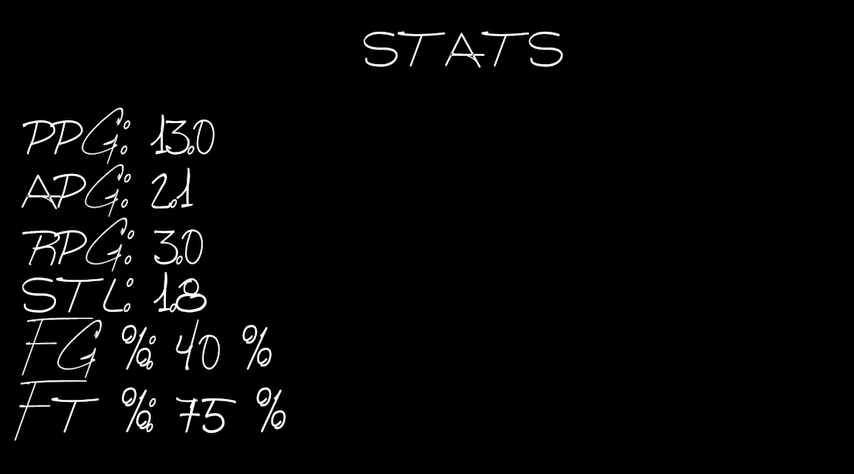 STATS
PPG: 13.0
APG: 2.1
RPG: 3.0
STL: 1.8
FG %: 40 %
FT %: 75 %